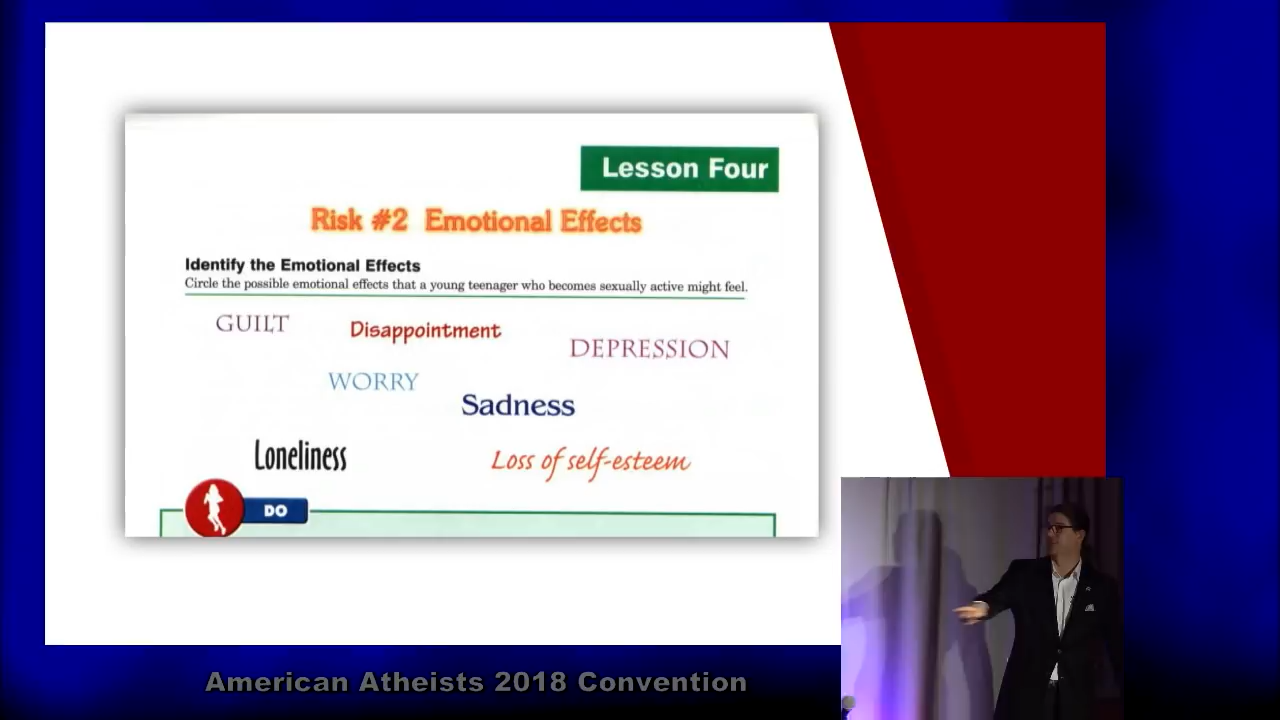 Lesson Four
Risk #2 Emotional Effects
Identify the Emotional Effects
Circle the possible emotional effects that a young teenager who becomes sexually active might feel.
GUILT
Disappointment
DEPRESSION
WORRY
Sadness
Loneliness
Loss of self-esteem
DO
American Atheists 2018 Convention